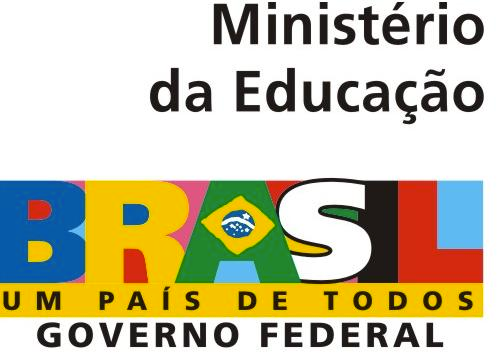 Ministério
da Educação
BRASIL
UM PAÍS DE TODOS
GOVERNO FEDERAL